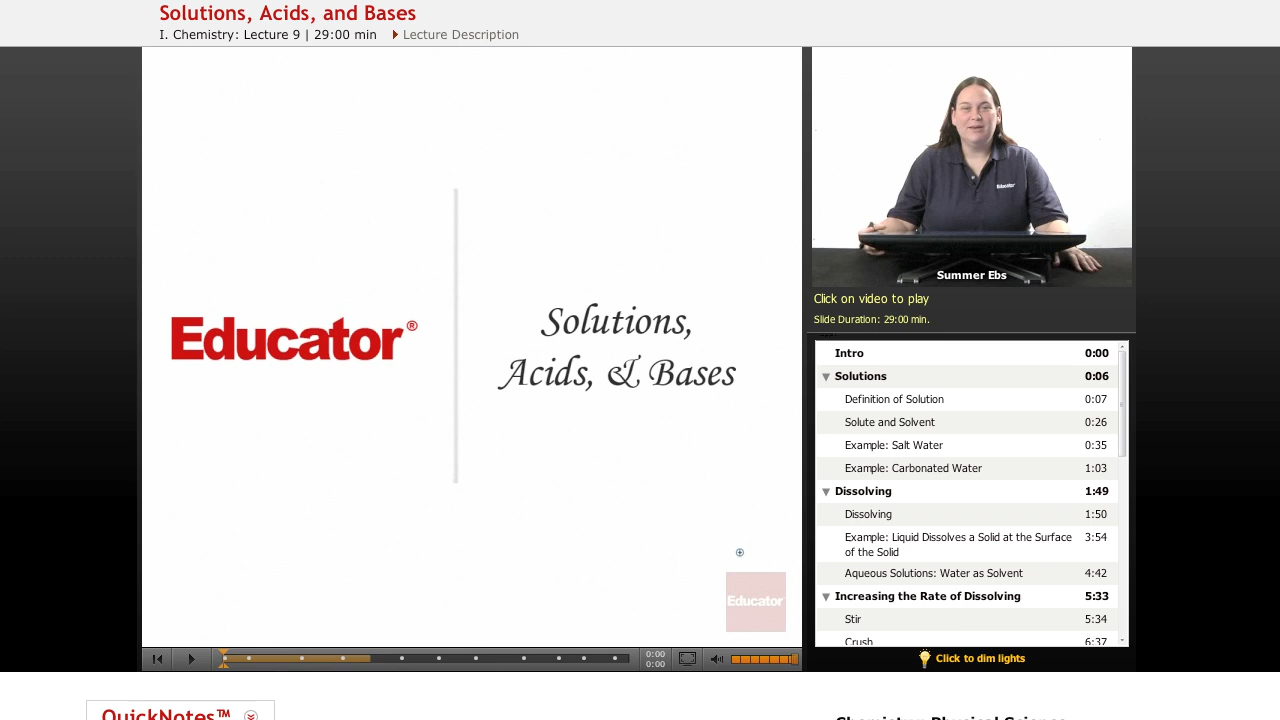 Solutions, Acids, and Bases
I. Chemistry: Lecture 9 | 29:00 min
Lecture Description
Educator®
Solutions,
Acids, & Bases
Educator
Educator
Summer Ebs
Click on video to play
Slide Duration: 29:00 min.
Intro 0:00
Solutions 0:06
Definition of Solution 0:07
Solute and Solvent 0:26
Example: Salt Water 0:35
Example: Carbonated Water 1:03
Dissolving 1:49
Dissolving 1:50
Example: Liquid Dissolves a Solid at the Surface 3:54
of the Solid
Aqueous Solutions: Water as Solvent 4:42
Increasing the Rate of Dissolving 5:33
Stir 5:34
Crush 6:37
0:00
0:00
Click to dim lights
QuickNotes™
Chemistry: Physical Science